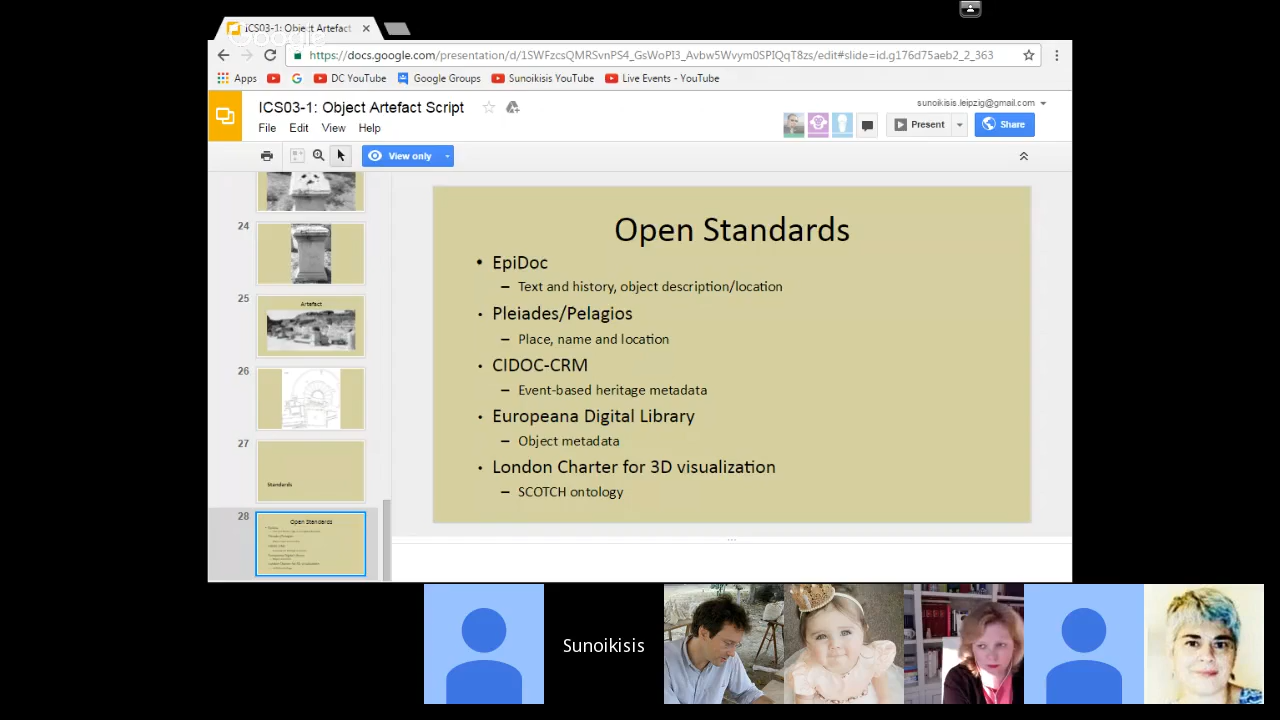 ICS03-1: Object Artefact
Google
https://docs.google.com/presentation/d/1SWFzcsQMRSvnPS4_GsWoPI3_Avbw5Wvym0SPIQqT8zs/edit#slide=id.g176d75aeb2_2_363
Apps
G
DC YouTube
Google Groups
Sunoikisis YouTube
Live Events - YouTube
ICS03-1: Object Artefact Script
sunoikisis.leipzig@gmail.com
File Edit View Help
Present
Share
View only
24
25
Artefact
26
27
Standards
28
Open Standards
Open Standards
• EpiDoc
– Text and history, object description/location
• Pleiades/Pelagios
– Place, name and location
• CIDOC-CRM
– Event-based heritage metadata
• Europeana Digital Library
– Object metadata
• London Charter for 3D visualization
– SCOTCH ontology
Sunoikisis